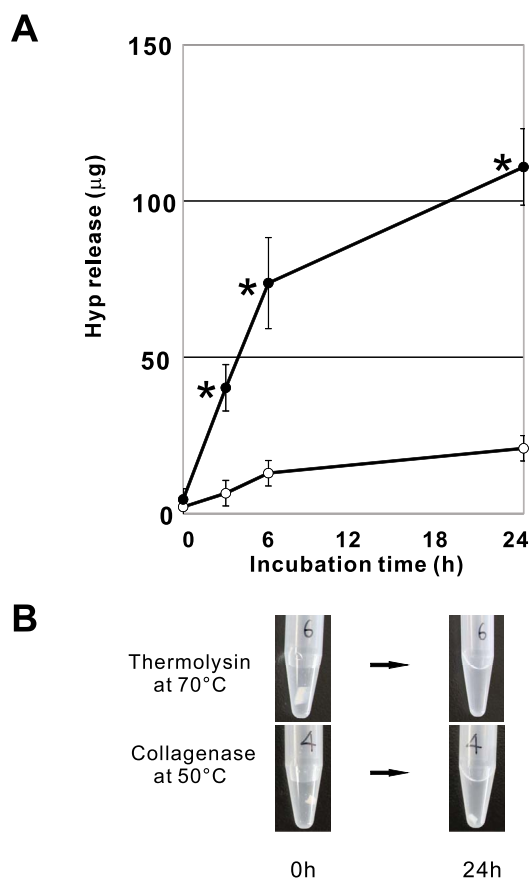 A
150
100
50
0
Hyp release (μg)
*
*
*
0 6 12 18 24
Incubation time (h)
B
Thermolysin
at 70°C
6
6
Collagenase
at 50°C
4
4
0h
24h